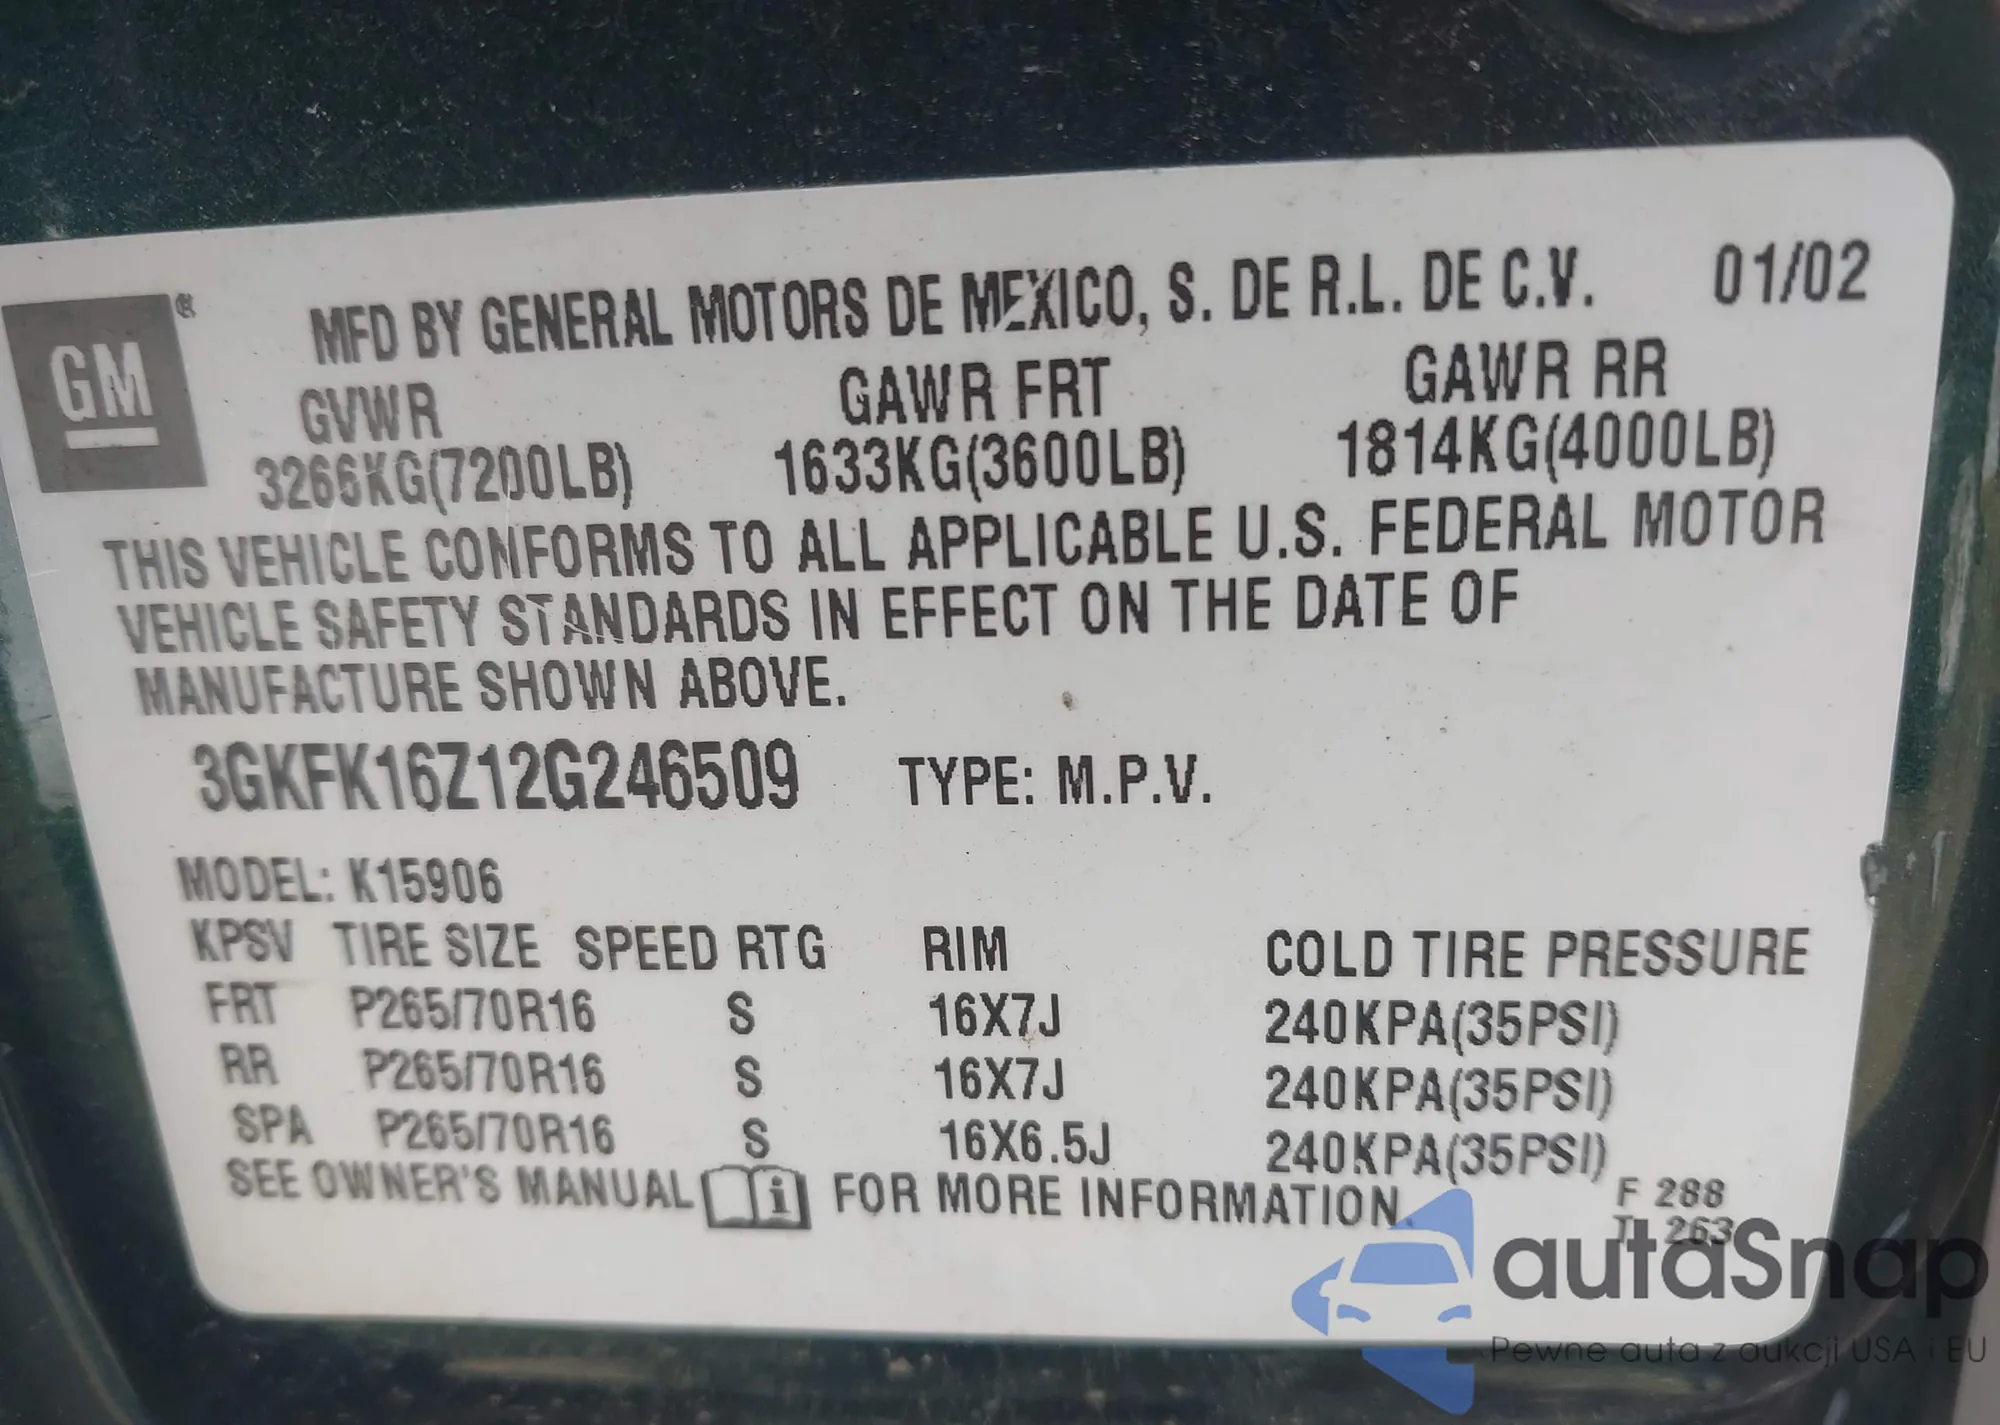 GM ®
MFD BY GENERAL MOTORS DE MEXICO, S. DE R.L. DE C.V. 01/02
GVWR GAWR FRT GAWR RR
3266KG(7200LB) 1633KG(3600LB) 1814KG(4000LB)
THIS VEHICLE CONFORMS TO ALL APPLICABLE U.S. FEDERAL MOTOR
VEHICLE SAFETY STANDARDS IN EFFECT ON THE DATE OF
MANUFACTURE SHOWN ABOVE.
3GKFK16Z12G246509 TYPE: M.P.V.
MODEL: K15906
KPSV TIRE SIZE SPEED RTG RIM COLD TIRE PRESSURE
FRT P265/70R16 S 16X7J 240KPA(35PSI)
RR P265/70R16 S 16X7J 240KPA(35PSI)
SPA P265/70R16 S 16X6.5J 240KPA(35PSI)
SEE OWNER'S MANUAL i FOR MORE INFORMATION
F 288
263
autaSnap
Pewne auta z aukcji USA i EU